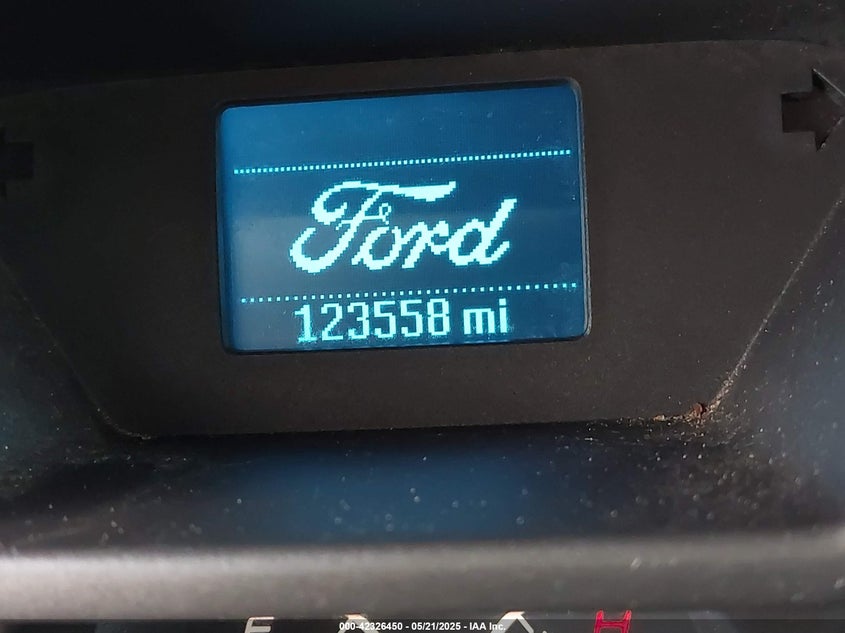 Ford
123558 mi
E H
000-42326450 - 05/21/2025 - IAA Inc.